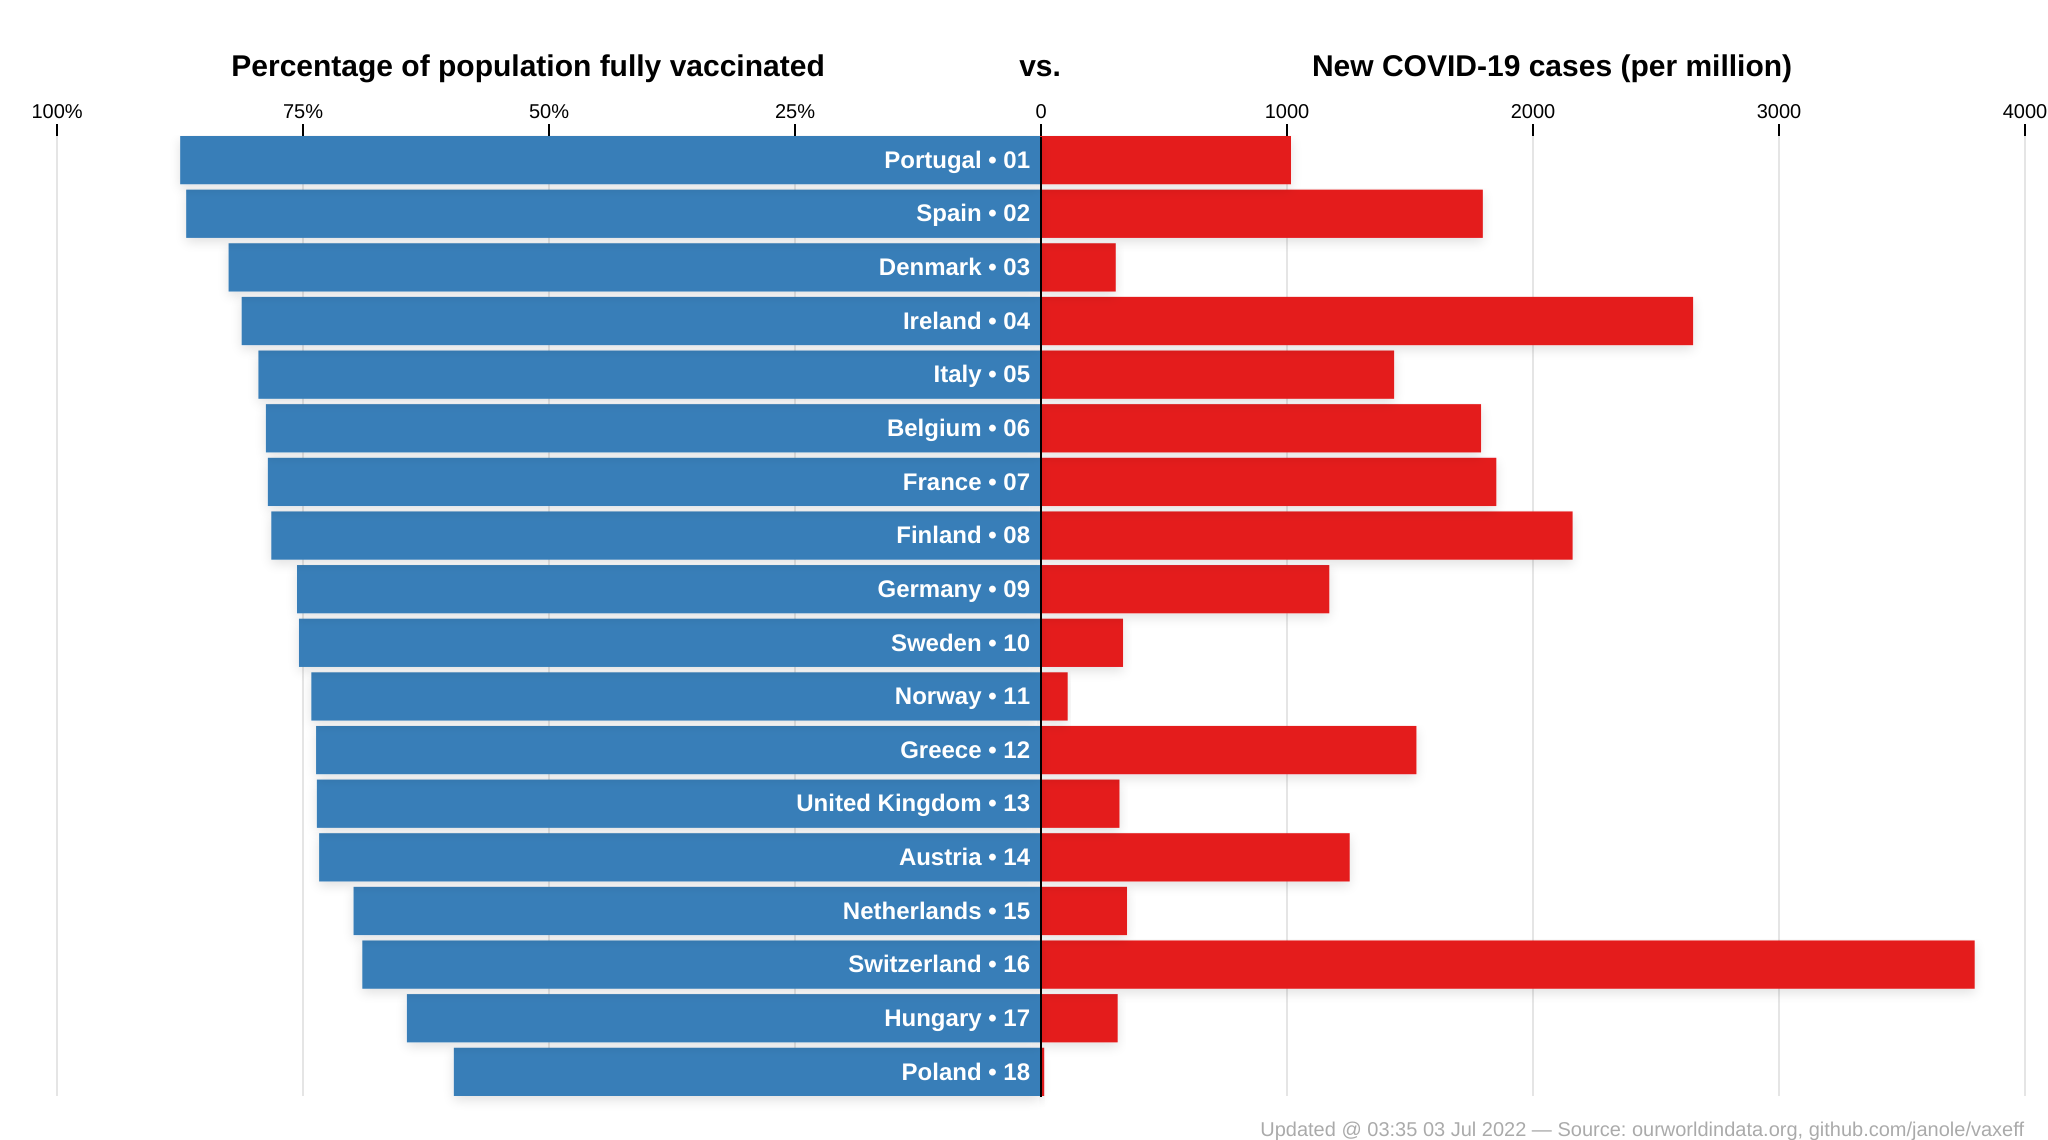 Percentage of population fully vaccinated vs. New COVID-19 cases (per million)
100% 75% 50% 25% 0 1000 2000 3000 4000
Portugal • 01
Spain • 02
Denmark • 03
Ireland • 04
Italy • 05
Belgium • 06
France • 07
Finland • 08
Germany • 09
Sweden • 10
Norway • 11
Greece • 12
United Kingdom • 13
Austria • 14
Netherlands • 15
Switzerland • 16
Hungary • 17
Poland • 18
Updated @ 03:35 03 Jul 2022 — Source: ourworldindata.org, github.com/janole/vaxeff